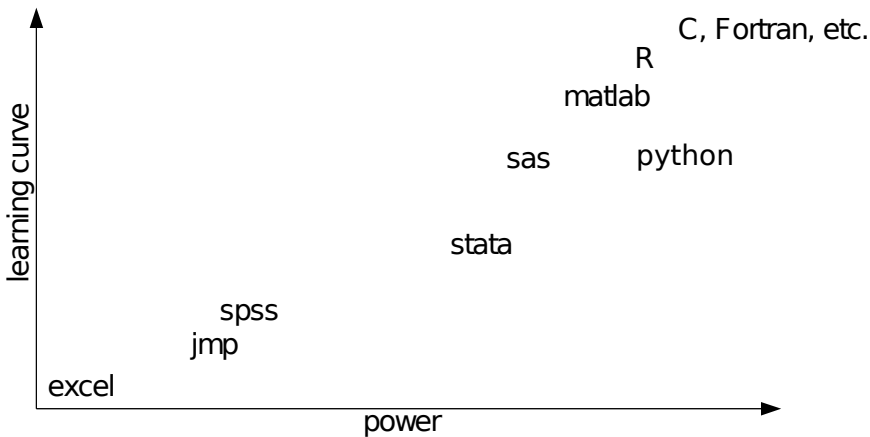 C, Fortran, etc.
R
matlab
sas
python
stata
spss
jmp
excel
learning curve
power